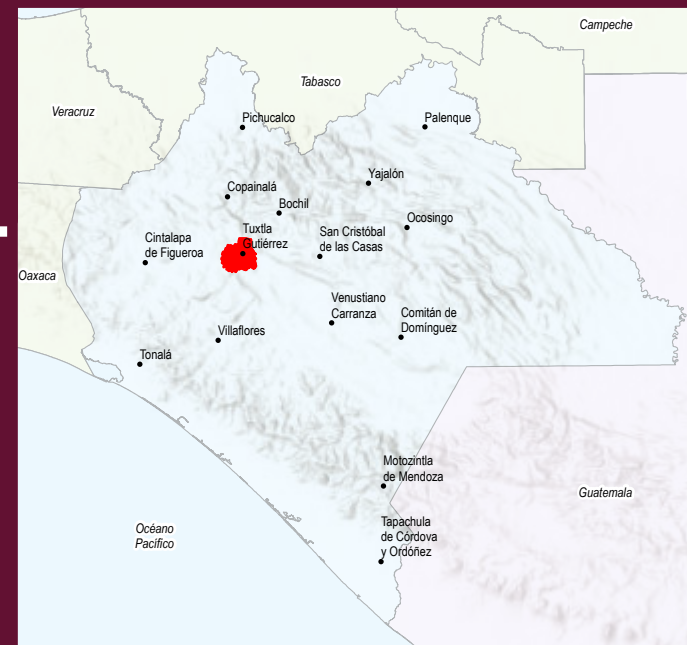 Campeche
Tabasco
Veracruz
Pichucalco
Palenque
Yajalón
Copainalá
Bochil
Ocosingo
Tuxtla
Gutiérrez
San Cristóbal
de las Casas
Cintalapa
de Figueroa
Oaxaca
Venustiano
Carranza
Comitán de
Domínguez
Villaflores
Tonalá
Motozintla
de Mendoza
Guatemala
Océano
Pacífico
Tapachula
de Córdova
y Ordóñez